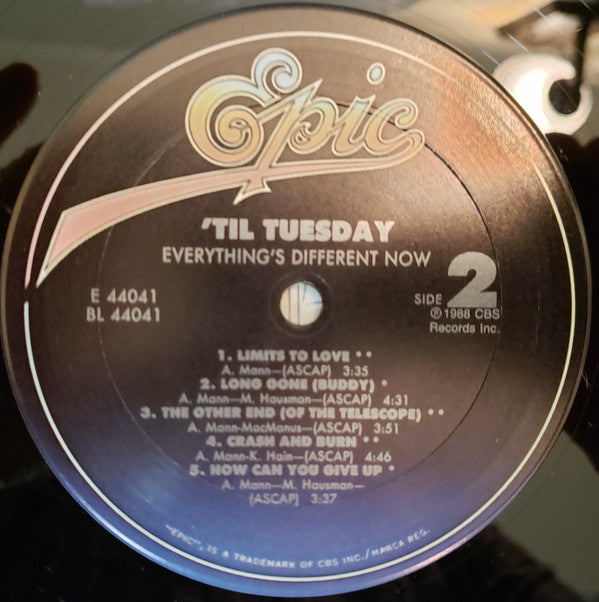 Epic
'TIL TUESDAY
EVERYTHING'S DIFFERENT NOW
E 44041
BL 44041
SIDE 2
℗ 1988 CBS
Records Inc.
1. LIMITS TO LOVE **
A. Mann—(ASCAP) 3:35
2. LONG GONE (BUDDY) *
A. Mann—M. Hausman—(ASCAP) 4:31
3. THE OTHER END (OF THE TELESCOPE) **
A. Mann-MacManus—(ASCAP) 3:51
4. CRASH AND BURN **
A. Mann-K. Hain—(ASCAP) 4:46
5. HOW CAN YOU GIVE UP *
A. Mann—M. Hausman—
(ASCAP) 3:37
"EPIC", IS A TRADEMARK OF CBS INC./MARCA REG.